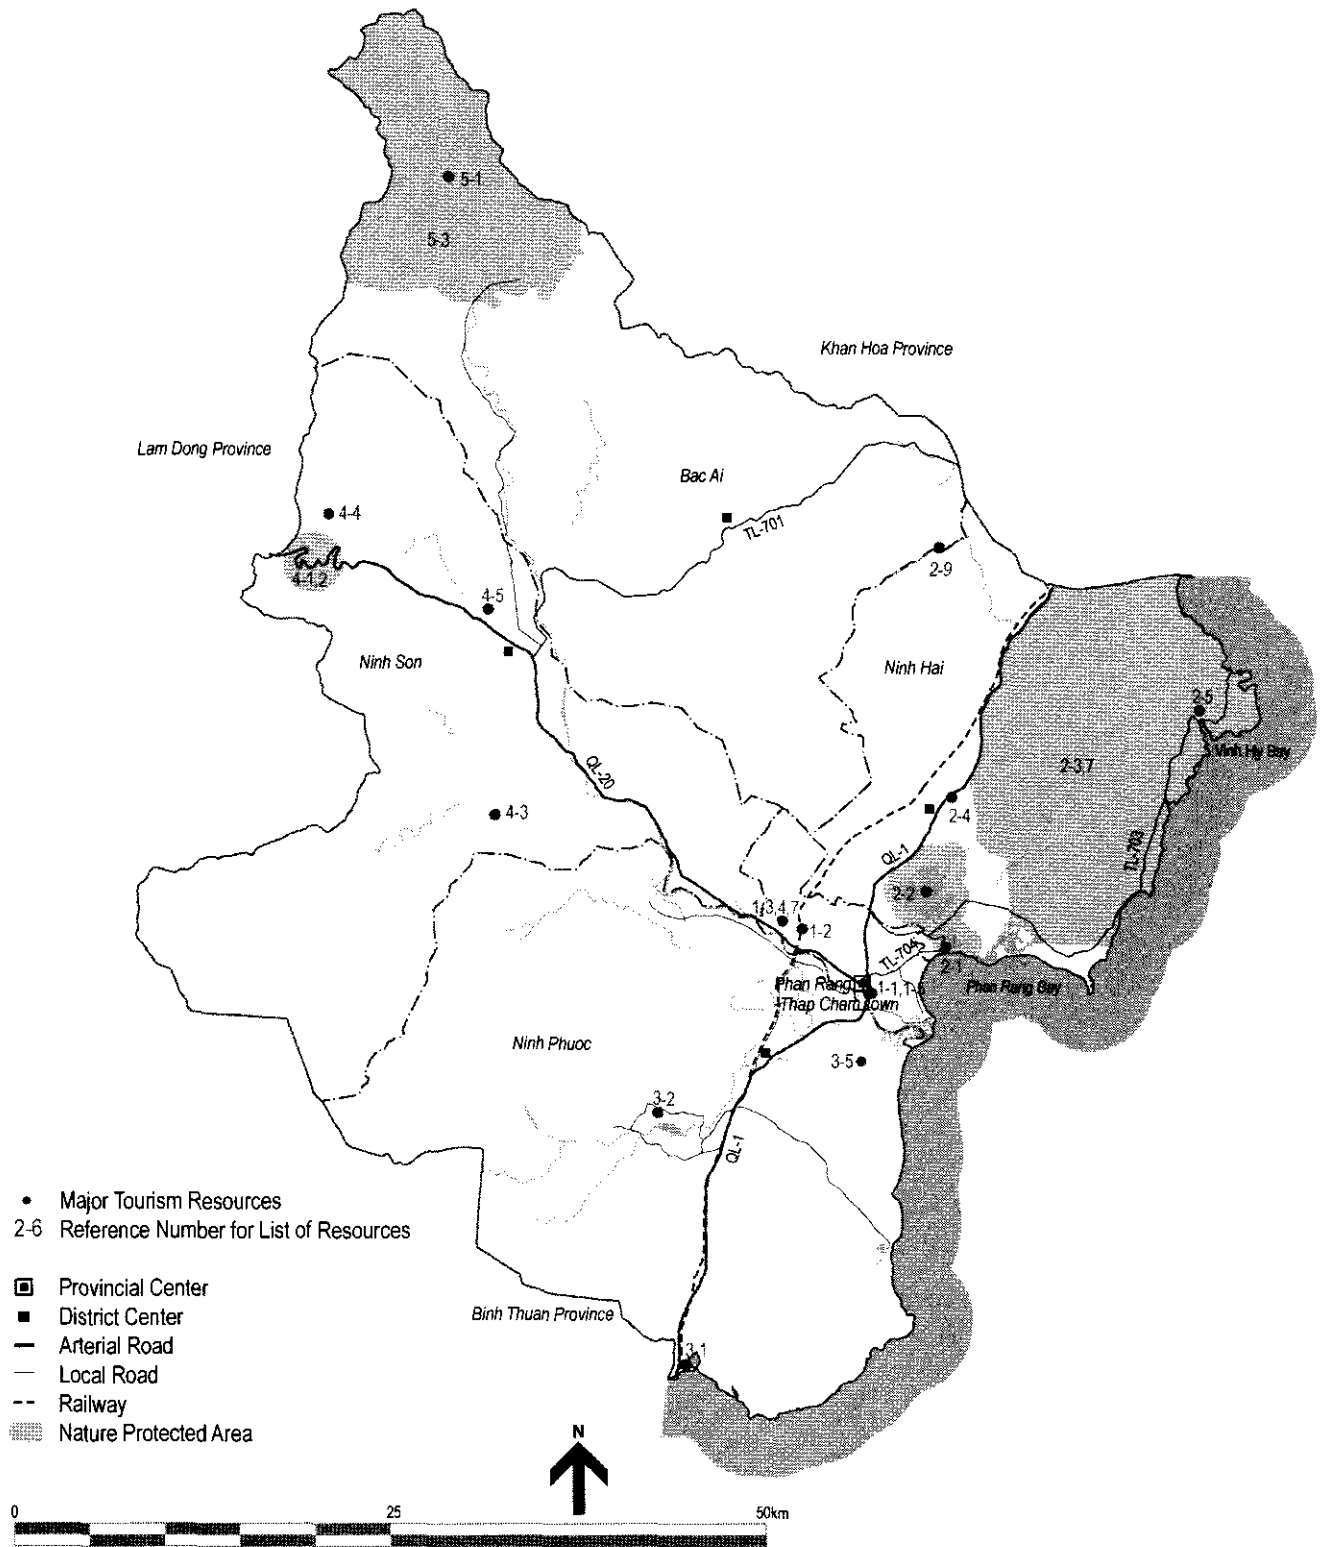 5-1
5-3
Khan Hoa Province
Lam Dong Province
Bac Ai
4-4
TL-701
2-9
4-1,2
4-5
Ninh Son
Ninh Hai
2-5
Vinh Hy Bay
2-3,7
QL-20
4-3
2-4
TL-703
QL-1
2-2
1-3,4,7
1-2
TL-704
2-1
Phan Rang
1-1,1-5
Phan Rang Bay
-Thap Cham town
Ninh Phuoc
3-5
3-2
QL-1
Major Tourism Resources
2-6 Reference Number for List of Resources
Provincial Center
District Center
Binh Thuan Province
Arterial Road
3-1
Local Road
Railway
Nature Protected Area
N
0 25 50km